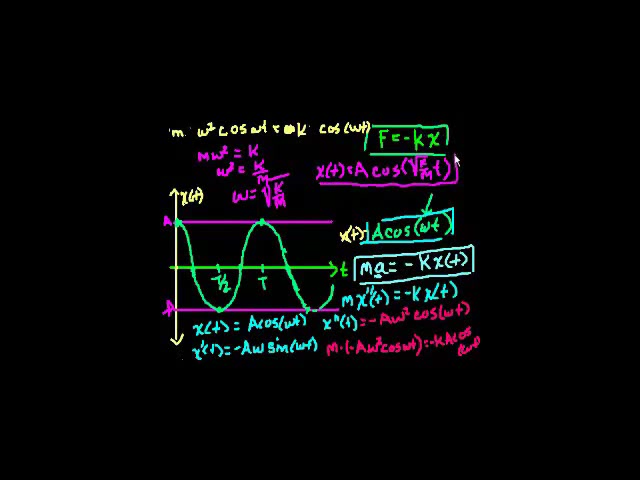 m ω² cos ωt = K cos(ωt)
F = -Kx
mω² = K
ω² = K/M
ω = √K/M
x(t) = A cos(√K/M t)
x(t)
A
x(t) = A cos(ωt)
T/2
T
t
ma = -Kx(t)
mx''(t) = -Kx(t)
x(t) = A cos(ωt)
x''(t) = -Aω² cos(ωt)
x'(t) = -Aω sin(ωt)
m·(-Aω² cos ωt) = -KA cos